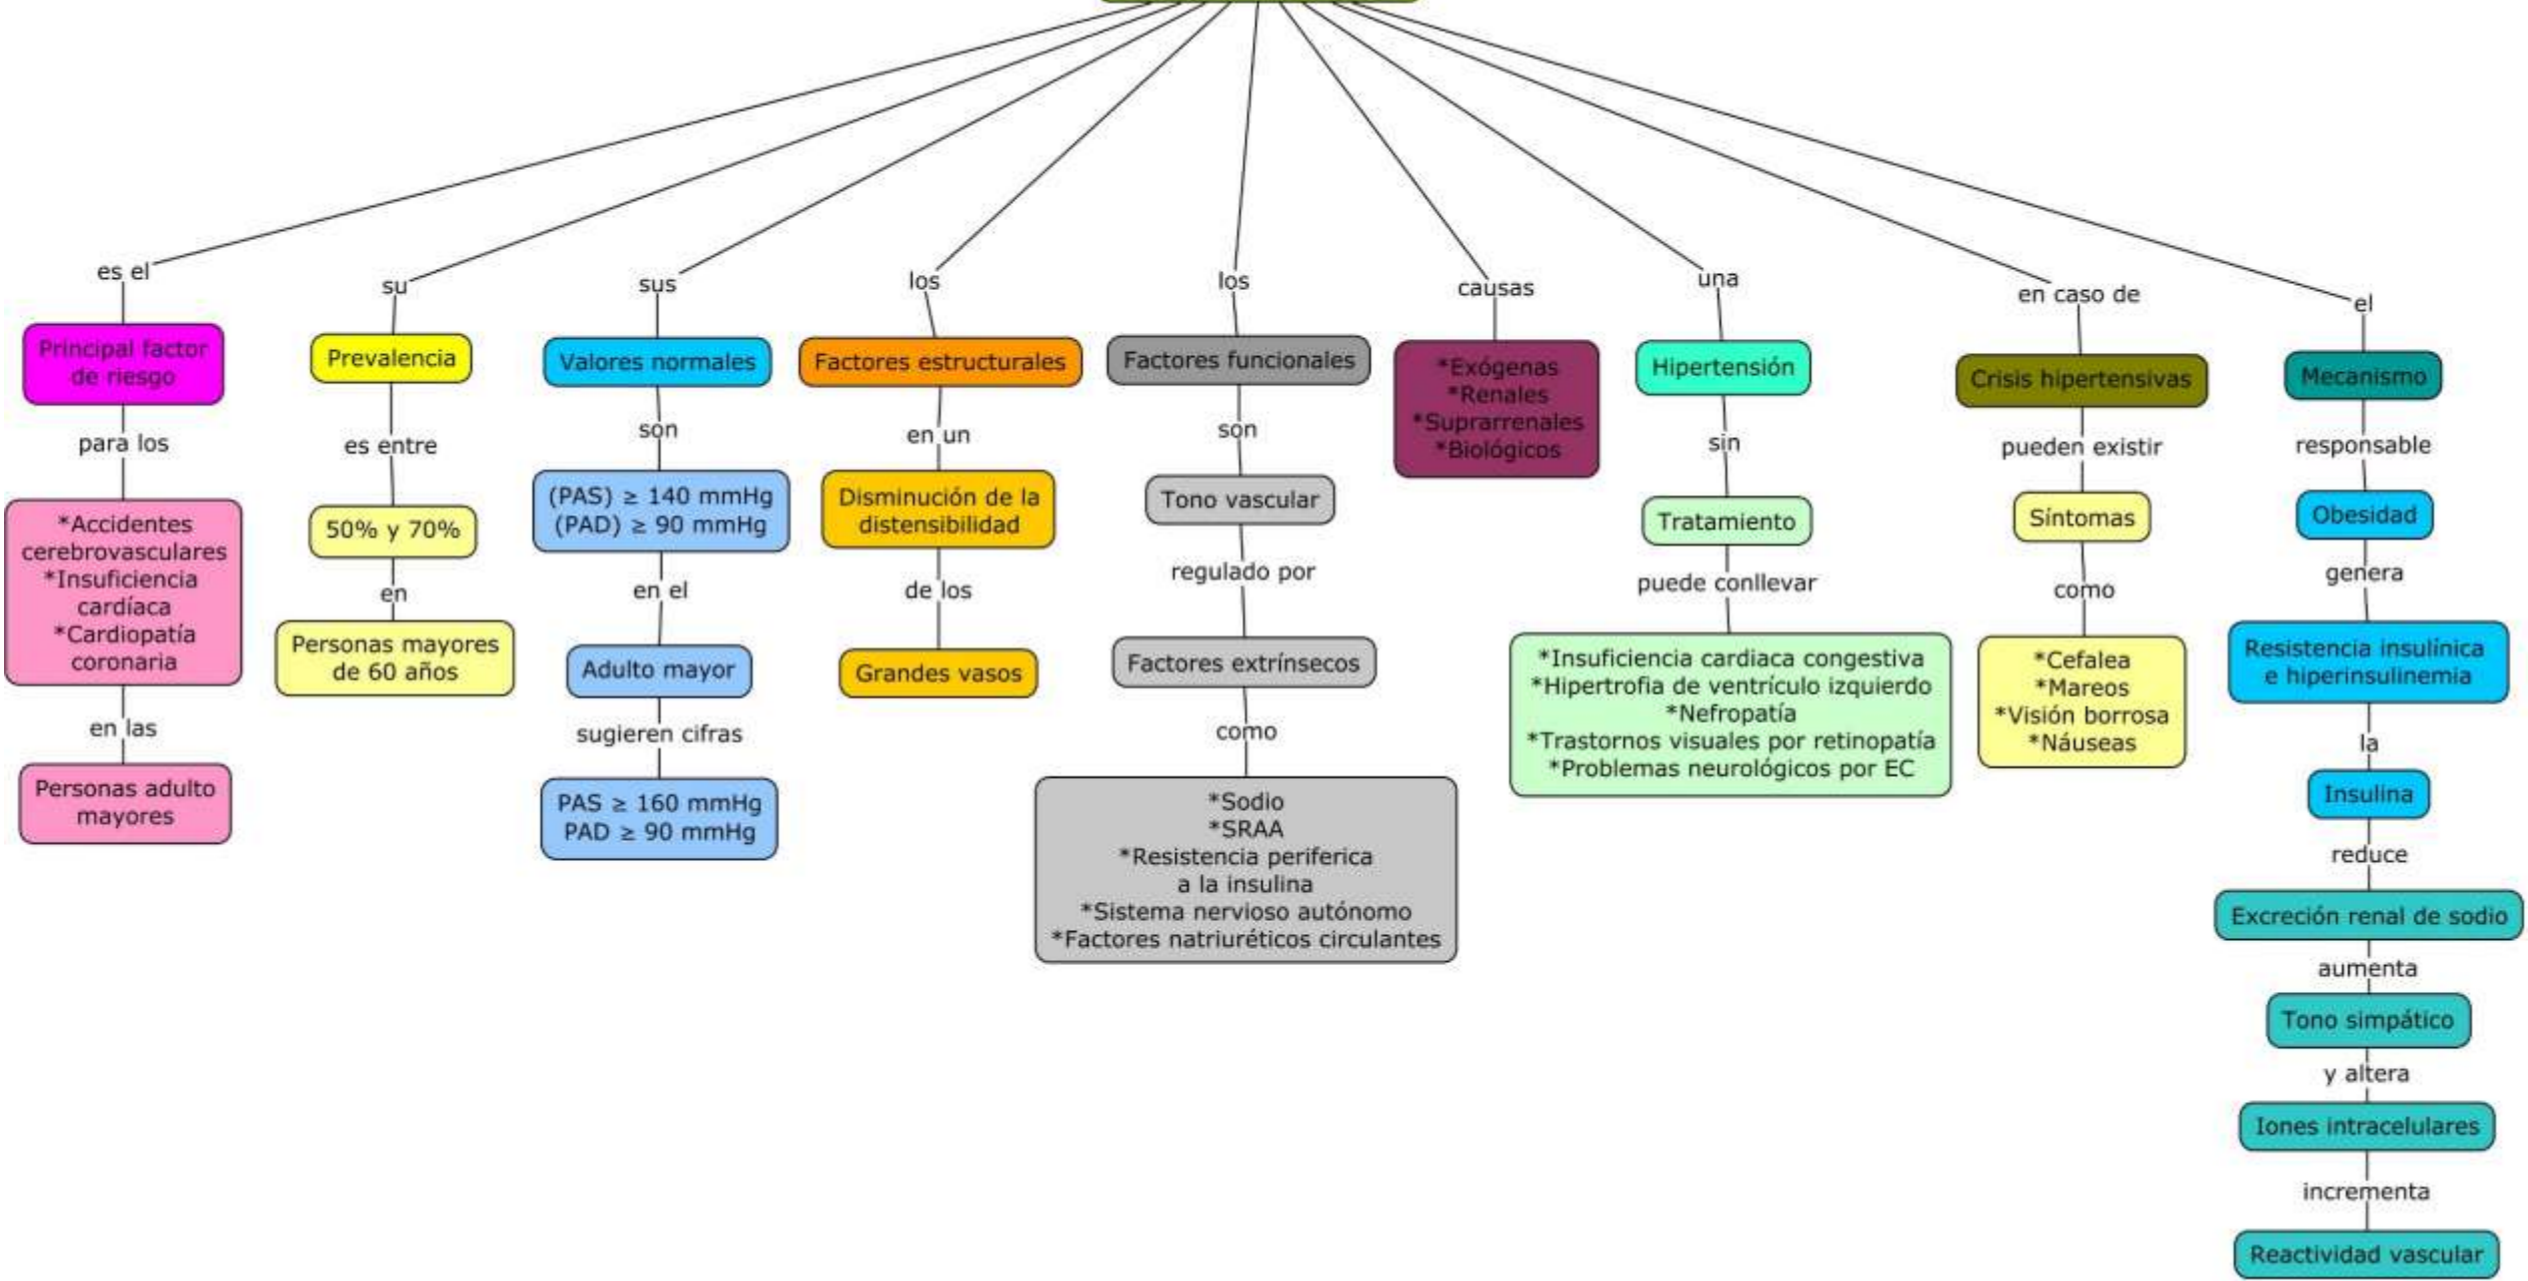 es el
Principal factor
de riesgo
para los
*Accidentes
cerebrovasculares
*Insuficiencia
cardíaca
*Cardiopatía
coronaria
en las
Personas adulto
mayores
su
Prevalencia
es entre
50% y 70%
en
Personas mayores
de 60 años
sus
Valores normales
son
(PAS) ≥ 140 mmHg
(PAD) ≥ 90 mmHg
en el
Adulto mayor
sugieren cifras
PAS ≥ 160 mmHg
PAD ≥ 90 mmHg
los
Factores estructurales
en un
Disminución de la
distensibilidad
de los
Grandes vasos
los
Factores funcionales
son
Tono vascular
regulado por
Factores extrínsecos
como
*Sodio
*SRAA
*Resistencia periferica
a la insulina
*Sistema nervioso autónomo
*Factores natriuréticos circulantes
causas
*Exógenas
*Renales
*Suprarrenales
*Biológicos
una
Hipertensión
sin
Tratamiento
puede conllevar
*Insuficiencia cardiaca congestiva
*Hipertrofia de ventrículo izquierdo
*Nefropatía
*Trastornos visuales por retinopatía
*Problemas neurológicos por EC
en caso de
Crisis hipertensivas
pueden existir
Síntomas
como
*Cefalea
*Mareos
*Visión borrosa
*Náuseas
el
Mecanismo
responsable
Obesidad
genera
Resistencia insulínica
e hiperinsulinemia
la
Insulina
reduce
Excreción renal de sodio
aumenta
Tono simpático
y altera
Iones intracelulares
incrementa
Reactividad vascular